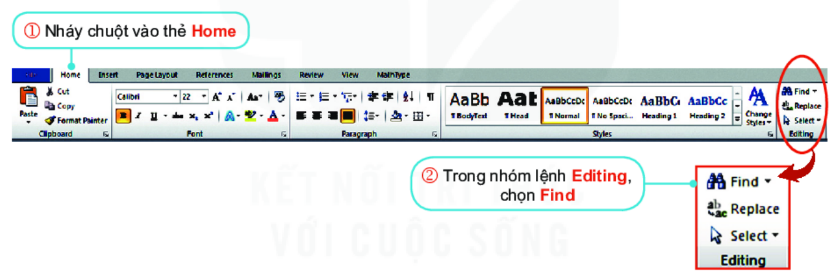 ① Nháy chuột vào thẻ Home
Home Insert Page Layout References Mailings Review View MathType
Cut
Copy
Format Painter
Paste
Clipboard
Calibri 22
Font
Paragraph
AaBb Aat AaBbCcDc AaBbCcDc AaBbC AaBbCc
¶ BodyText ¶ Head ¶ Normal ¶ No Spaci... Heading 1 Heading 2
Change Styles
Styles
Find
Replace
Select
Editing
② Trong nhóm lệnh Editing,
chọn Find
Find
Replace
Select
Editing
KẾT NỐI TRI THỨC
VỚI CUỘC SỐNG